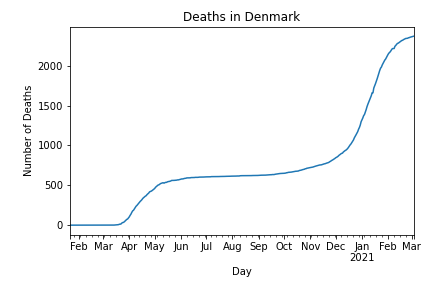 Deaths in Denmark
Number of Deaths
2000
1500
1000
500
0
Feb Mar Apr May Jun Jul Aug Sep Oct Nov Dec Jan Feb Mar
2021
Day